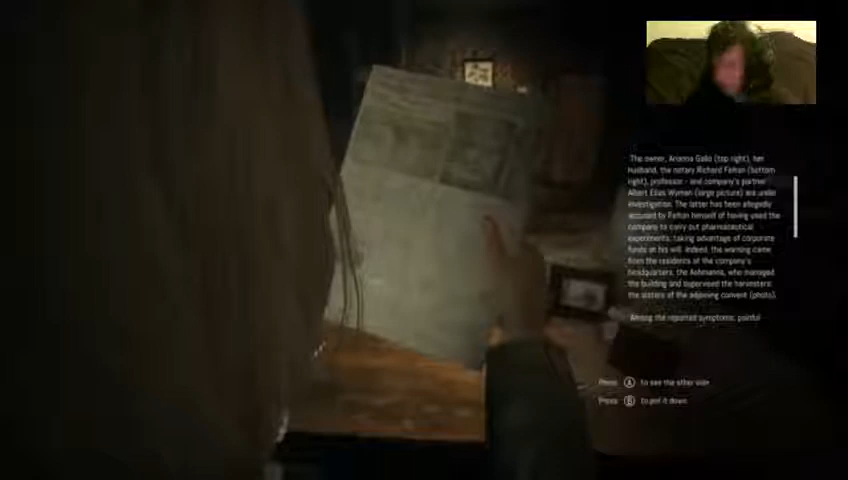 The owner, Arianna Gallo (top right), her
husband, the notary Richard Felton (bottom
right), professor - and company's partner
Albert Elias Wyman (large picture) are under
investigation. The latter has been allegedly
accused by Felton himself of having used the
company to carry out pharmaceutical
experiments, taking advantage of corporate
funds at his will. Indeed, the warning came
from the residents of the company's
headquarters, the Ashmanns, who managed
the building and supervised the harvesters:
the sisters of the adjoining convent (photo).
Among the reported symptoms, painful
Press A to see the other side
Press B to put it down